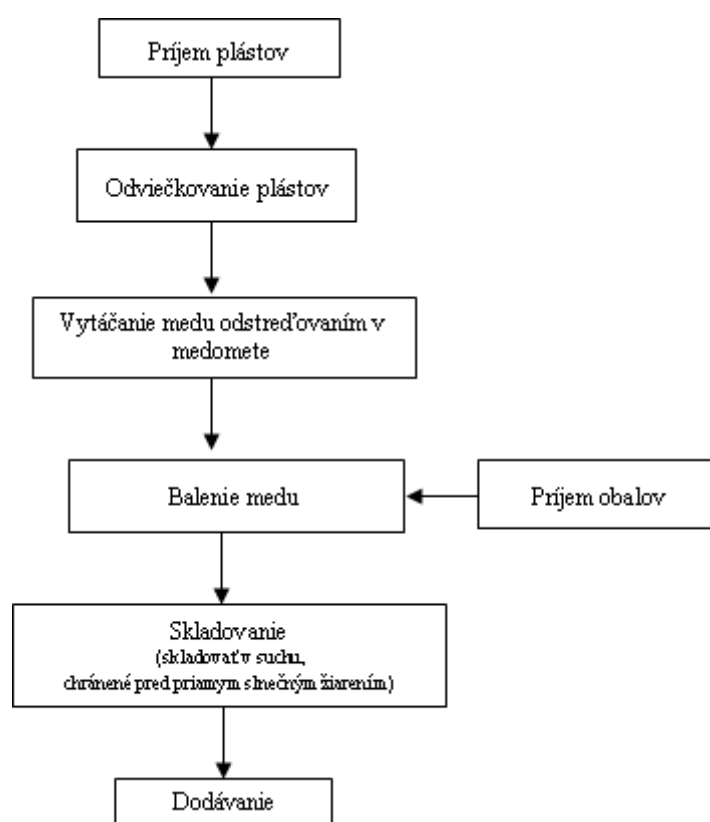 Príjem plástov
Odviečkovanie plástov
Vytáčanie medu odstreďovaním v
medomete
Balenie medu
Príjem obalov
Skladovanie
(skladovať v suchu,
chránené pred priamym slnečným žiarením)
Dodávanie